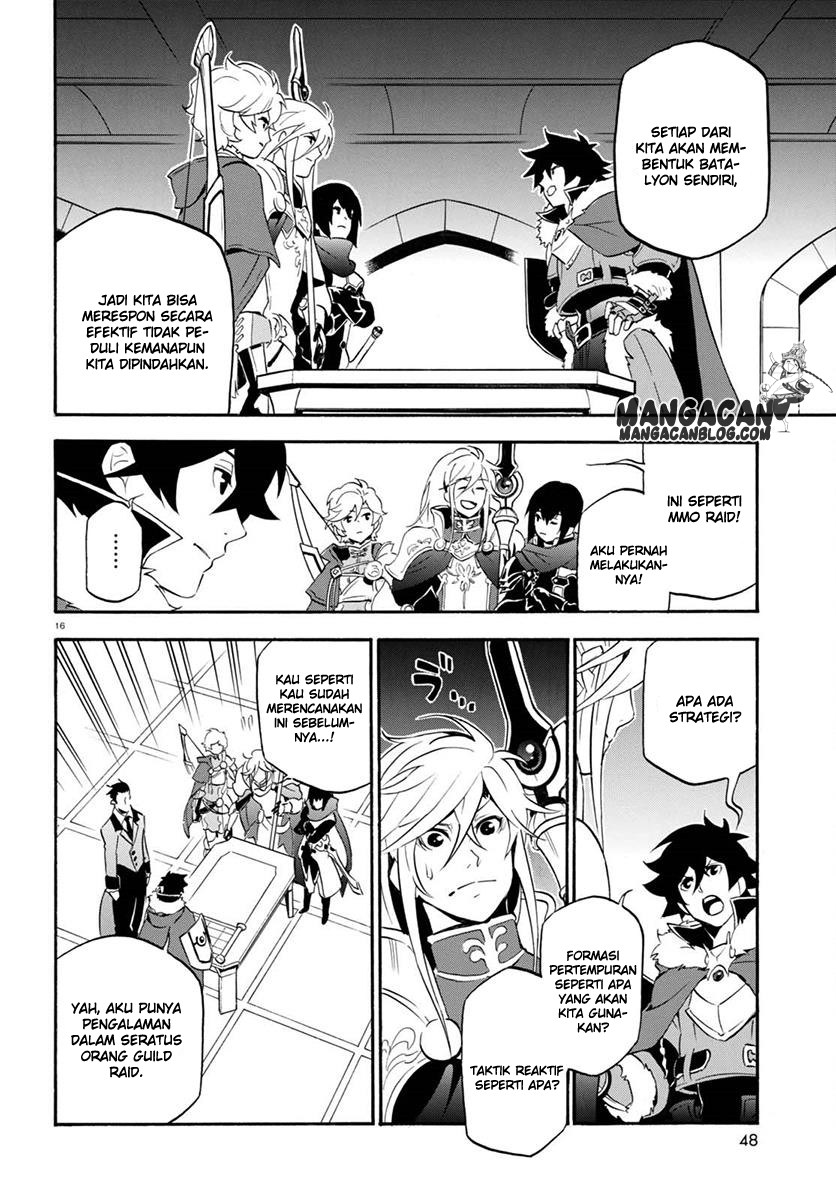 SETIAP DARI
KITA AKAN MEM-
BENTUK BATA-
LYON SENDIRI,
JADI KITA BISA
MERESPON SECARA
EFEKTIF TIDAK PE-
DULI KEMANAPUN
KITA DIPINDAHKAN.
MANGACAN
MANGACANBLOG.COM
INI SEPERTI
MMO RAID!
AKU PERNAH
MELAKUKAN-
NYA!
.......
16
APA ADA
STRATEGI?
FORMASI
PERTEMPURAN
SEPERTI APA
YANG AKAN
KITA GUNA-
KAN?
TAKTIK REAKTIF
SEPERTI APA?
KAU SEPERTI
KAU SUDAH
MERENCANAKAN
INI SEBELUM-
NYA...!
YAH, AKU PUNYA
PENGALAMAN
DALAM SERATUS
ORANG GUILD
RAID.
48